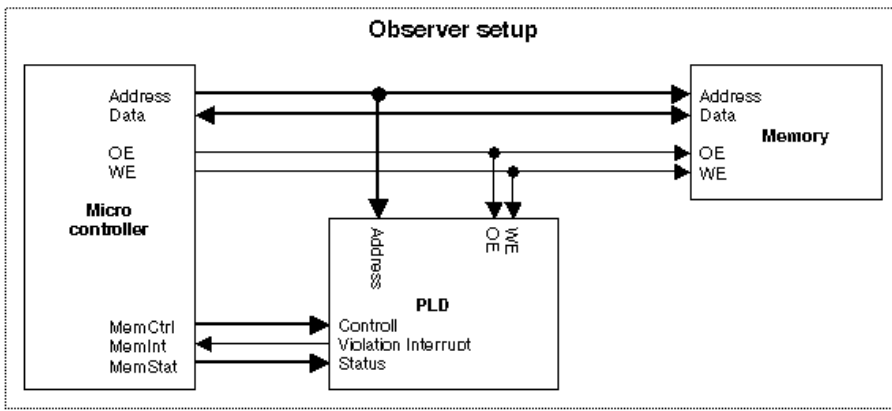 Observer setup
Address
Data
OE
WE
Micro
controller
MemCtrl
MemInt
MemStat
Address
Data
Memory
OE
WE
Address
OE
WE
PLD
Controll
Violation Interrupt
Status